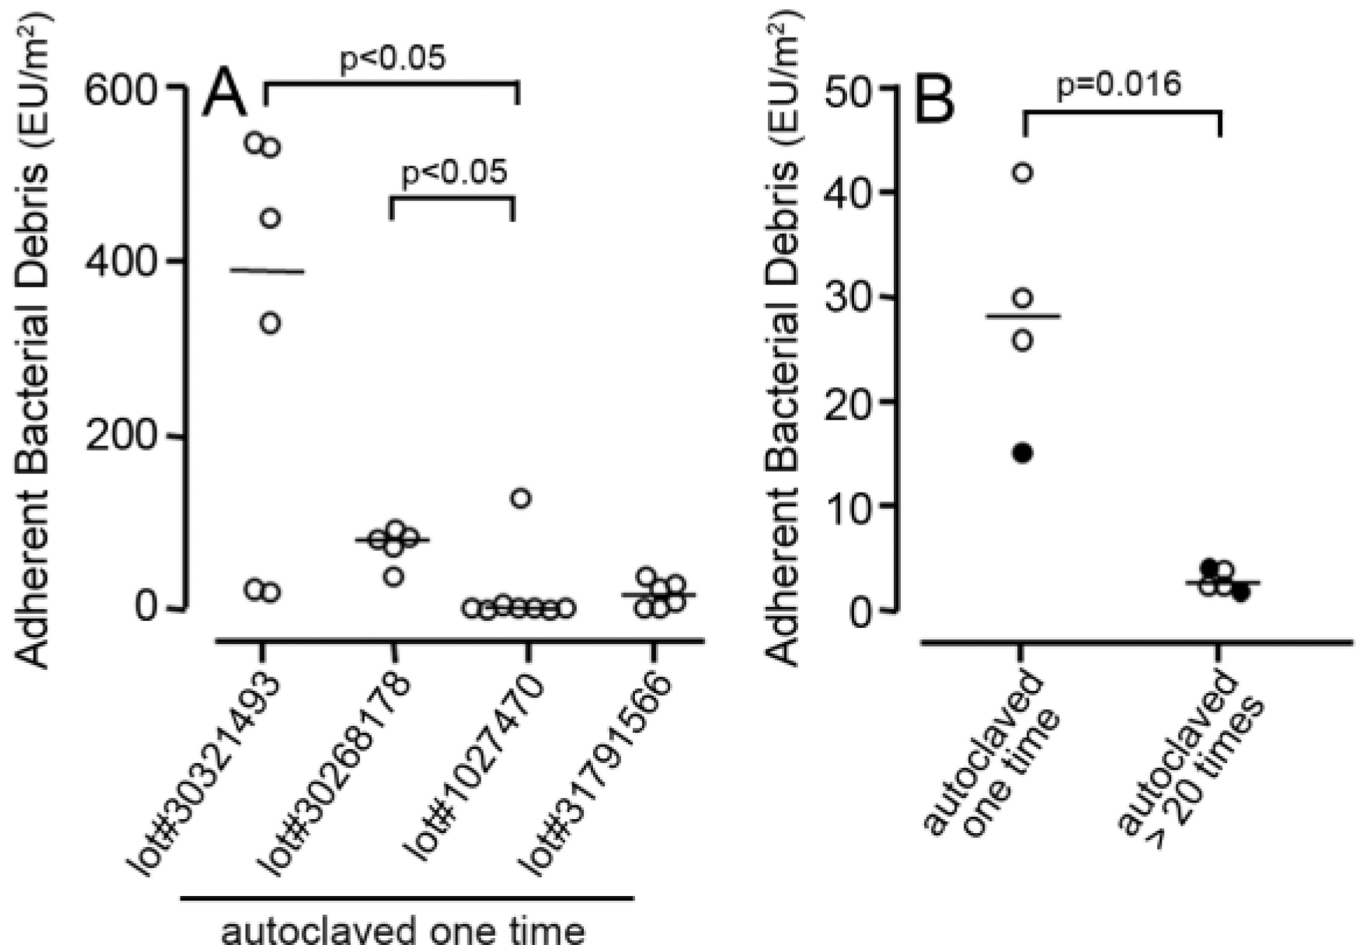 A
p<0.05
p<0.05
Adherent Bacterial Debris (EU/m²)
600
400
200
0
lot#30321493
lot#30268178
lot#1027470
lot#31791566
autoclaved one time
B
p=0.016
Adherent Bacterial Debris (EU/m²)
50
40
30
20
10
0
autoclaved
one time
autoclaved
> 20 times